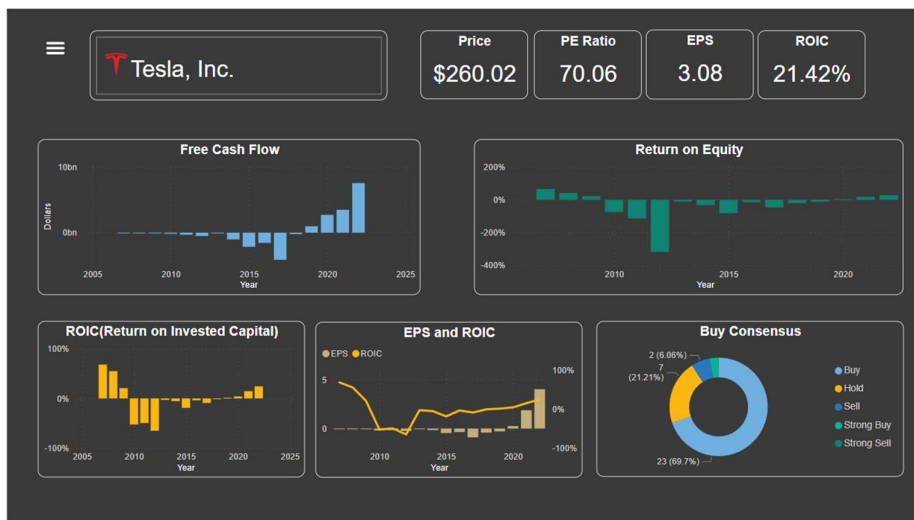 Tesla, Inc.
Price
$260.02
PE Ratio
70.06
EPS
3.08
ROIC
21.42%
Free Cash Flow
10bn
0bn
Dollars
2005
2010
2015
2020
2025
Year
Return on Equity
200%
0%
-200%
-400%
2010
2015
2020
Year
ROIC(Return on Invested Capital)
100%
0%
-100%
2005
2010
2015
2020
2025
Year
EPS and ROIC
EPS
ROIC
5
0
100%
0%
-100%
2010
2015
2020
Year
Buy Consensus
2 (6.06%)
7
(21.21%)
23 (69.7%)
Buy
Hold
Sell
Strong Buy
Strong Sell